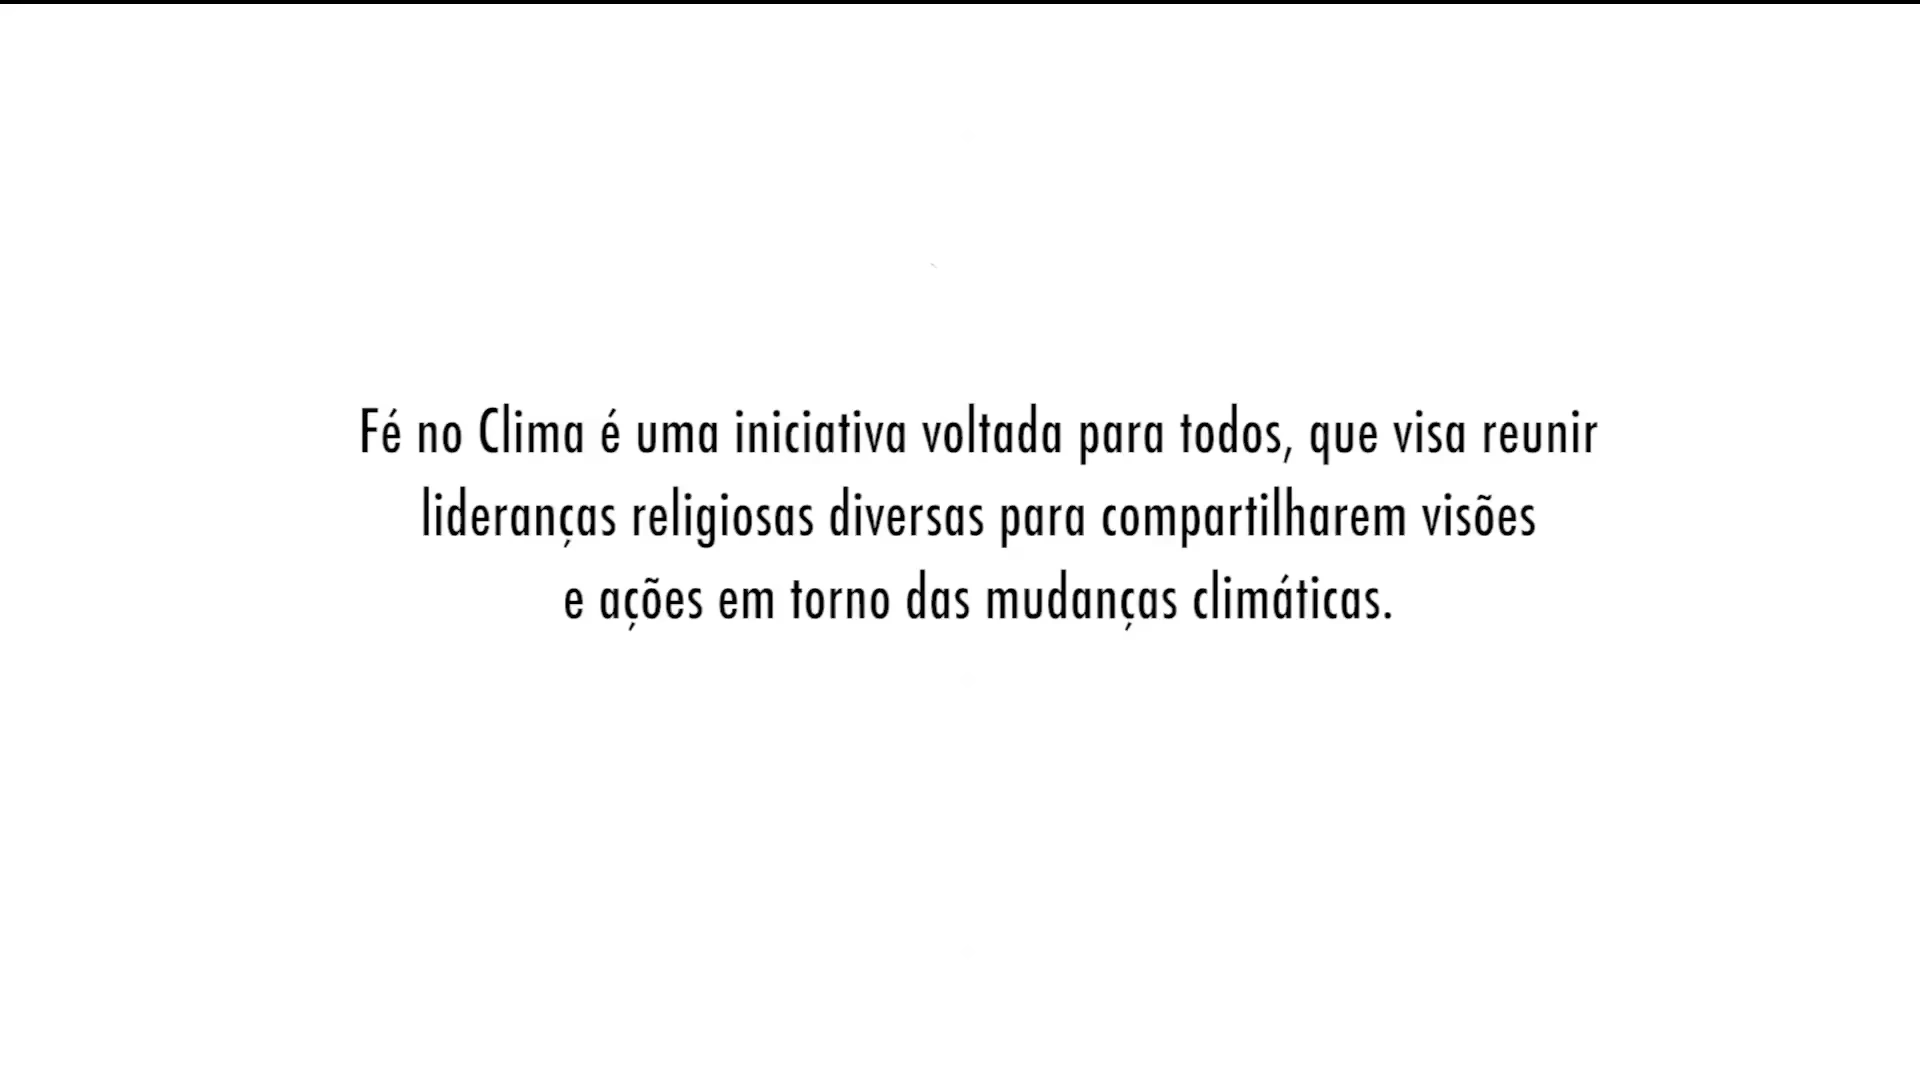 Fé no Clima é uma iniciativa voltada para todos, que visa reunir
lideranças religiosas diversas para compartilharem visões
e ações em torno das mudanças climáticas.